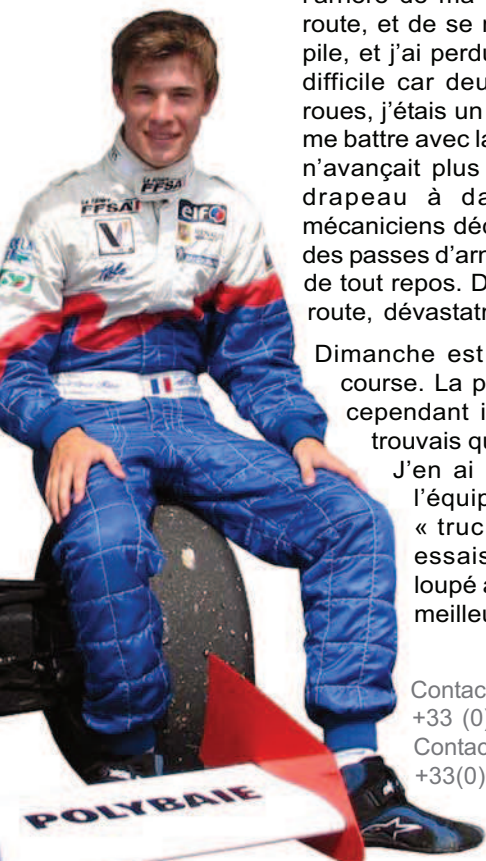 l'arrière de ma
route, et de se r
pile, et j'ai perdu
difficile car deu
roues, j'étais un
me battre avec la
n'avançait plus
drapeau à da
mécaniciens déc
des passes d'arr
de tout repos. D
route, dévastatr
Dimanche est
course. La p
cependant i
trouvais qu
J'en ai
l'équip
« truc
essais
loupé a
meilleu
Contac
+33 (0)
Contac
+33(0)
FFSA
FFSA
elf
POLYBAIE